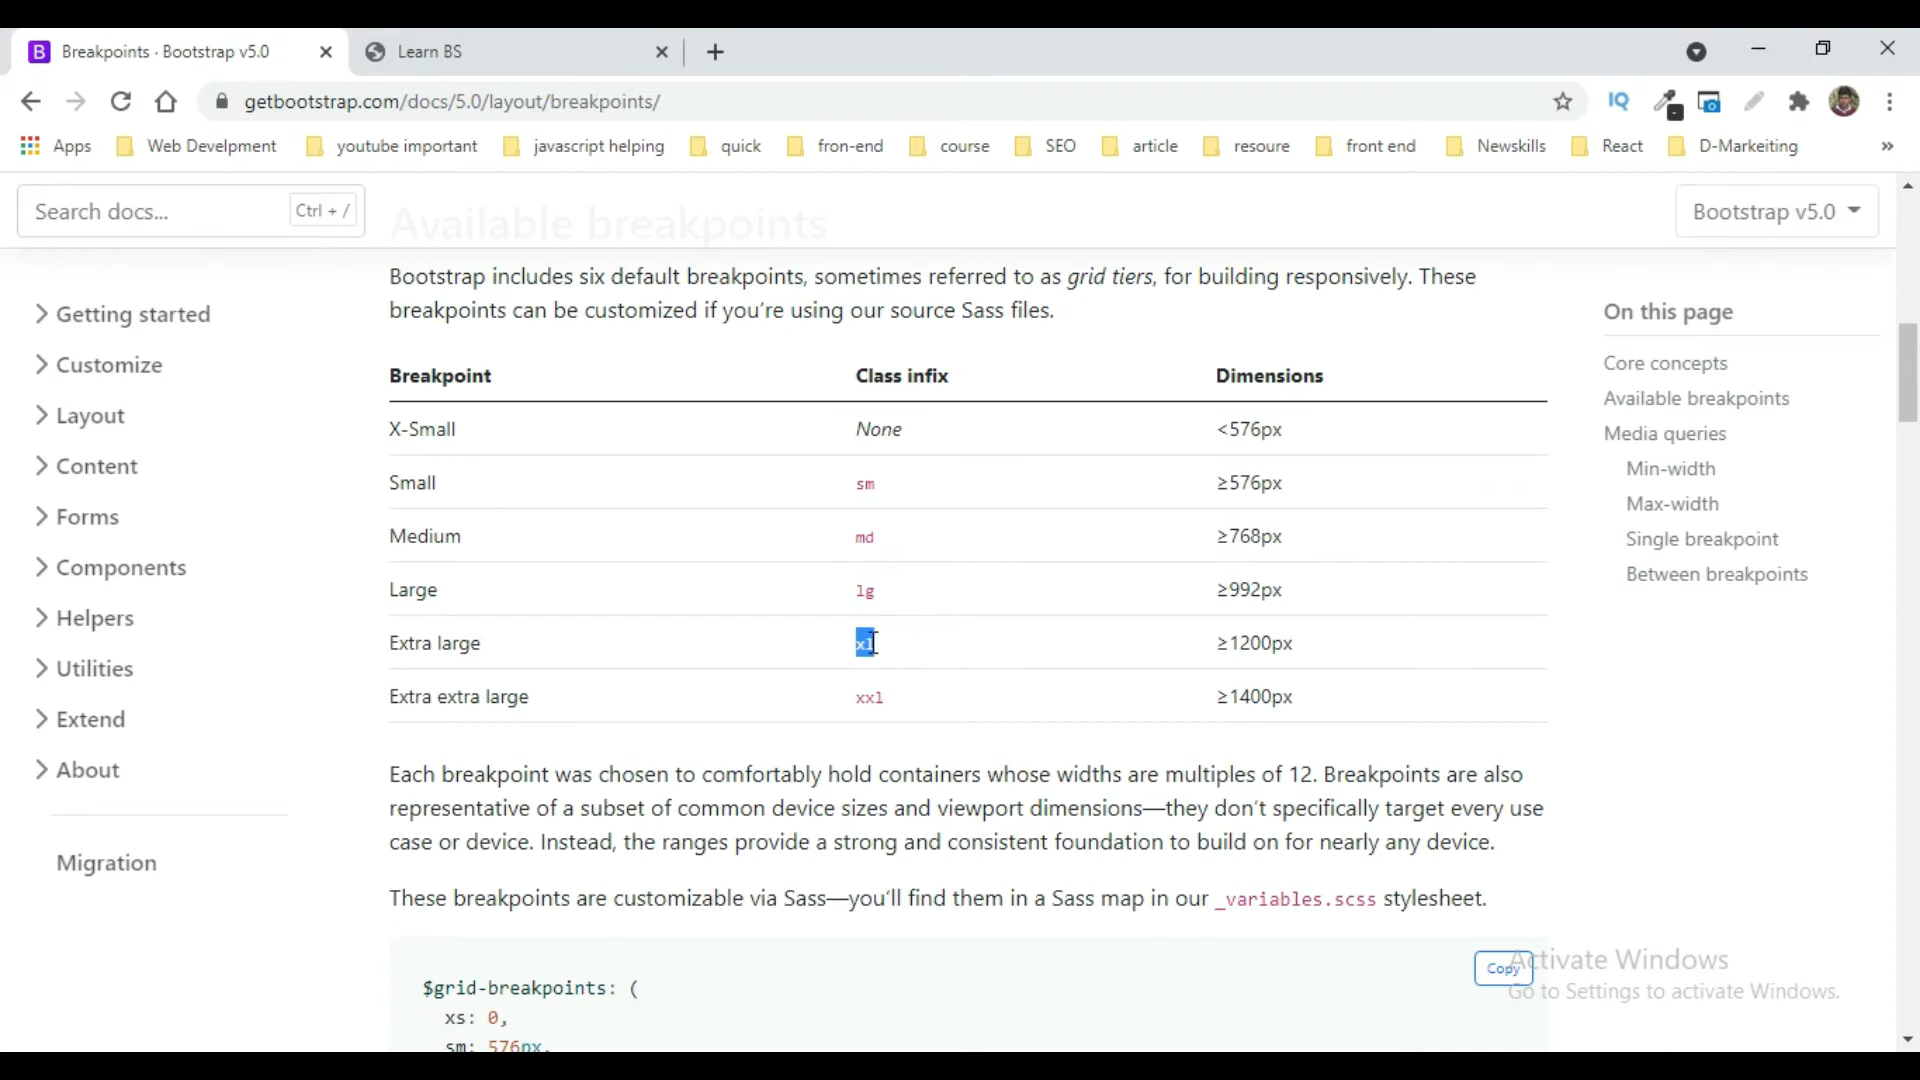 B Breakpoints · Bootstrap v5.0
Learn BS
getbootstrap.com/docs/5.0/layout/breakpoints/
IQ
Apps Web Develpment youtube important javascript helping quick fron-end course SEO article resoure front end Newskills React D-Markeiting »
Search docs... Ctrl + /
Available breakpoints
Bootstrap v5.0
Bootstrap includes six default breakpoints, sometimes referred to as grid tiers, for building responsively. These
breakpoints can be customized if you're using our source Sass files.
Getting started
Customize
Layout
Content
Forms
Components
Helpers
Utilities
Extend
About
Migration
Breakpoint Class infix Dimensions
X-Small None <576px
Small sm ≥576px
Medium md ≥768px
Large lg ≥992px
Extra large xl ≥1200px
Extra extra large xxl ≥1400px
Each breakpoint was chosen to comfortably hold containers whose widths are multiples of 12. Breakpoints are also
representative of a subset of common device sizes and viewport dimensions—they don't specifically target every use
case or device. Instead, the ranges provide a strong and consistent foundation to build on for nearly any device.
These breakpoints are customizable via Sass—you'll find them in a Sass map in our _variables.scss stylesheet.
Copy
$grid-breakpoints: (
xs: 0,
sm: 576px,
On this page
Core concepts
Available breakpoints
Media queries
Min-width
Max-width
Single breakpoint
Between breakpoints
Activate Windows
Go to Settings to activate Windows.